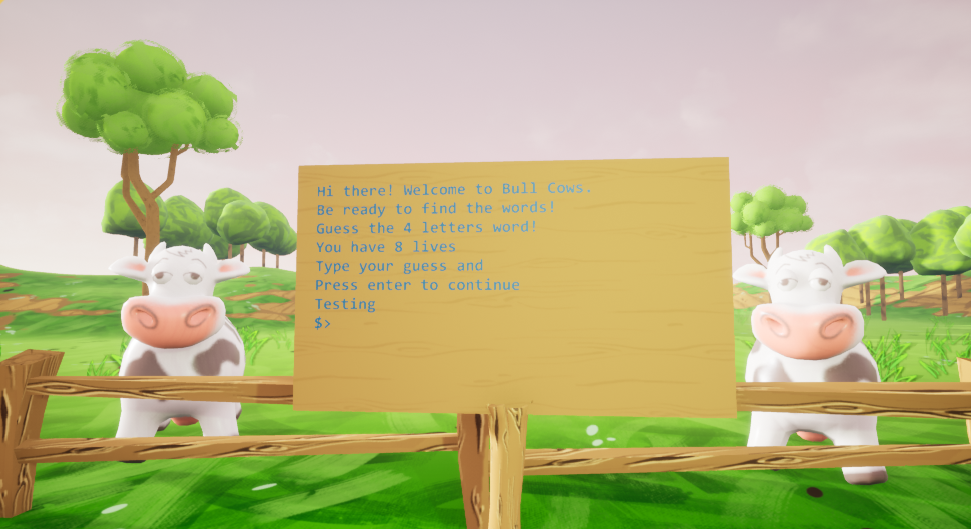 Hi there! Welcome to Bull Cows.
Be ready to find the words!
Guess the 4 letters word!
You have 8 lives
Type your guess and
Press enter to continue
Testing
$>